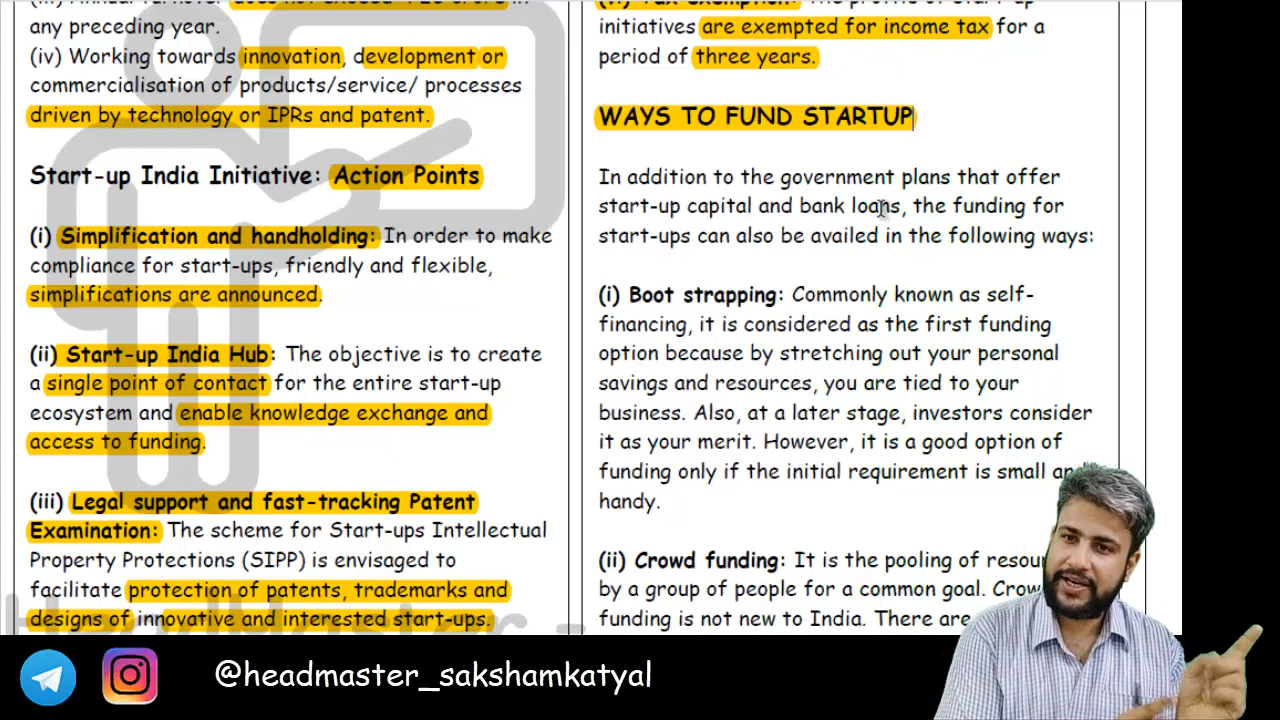 any preceding year.
(iv) Working towards innovation, development or
commercialisation of products/service/ processes
driven by technology or IPRs and patent.
Start-up India Initiative: Action Points
(i) Simplification and handholding: In order to make
compliance for start-ups, friendly and flexible,
simplifications are announced.
(ii) Start-up India Hub: The objective is to create
a single point of contact for the entire start-up
ecosystem and enable knowledge exchange and
access to funding.
(iii) Legal support and fast-tracking Patent
Examination: The scheme for Start-ups Intellectual
Property Protections (SIPP) is envisaged to
facilitate protection of patents, trademarks and
designs of innovative and interested start-ups.
initiatives are exempted for income tax for a
period of three years.
WAYS TO FUND STARTUP
In addition to the government plans that offer
start-up capital and bank loans, the funding for
start-ups can also be availed in the following ways:
(i) Boot strapping: Commonly known as self-
financing, it is considered as the first funding
option because by stretching out your personal
savings and resources, you are tied to your
business. Also, at a later stage, investors consider
it as your merit. However, it is a good option of
funding only if the initial requirement is small and
handy.
(ii) Crowd funding: It is the pooling of
by a group of people for a common goal.
funding is not new to India. There are
@headmaster_sakshamkatyal